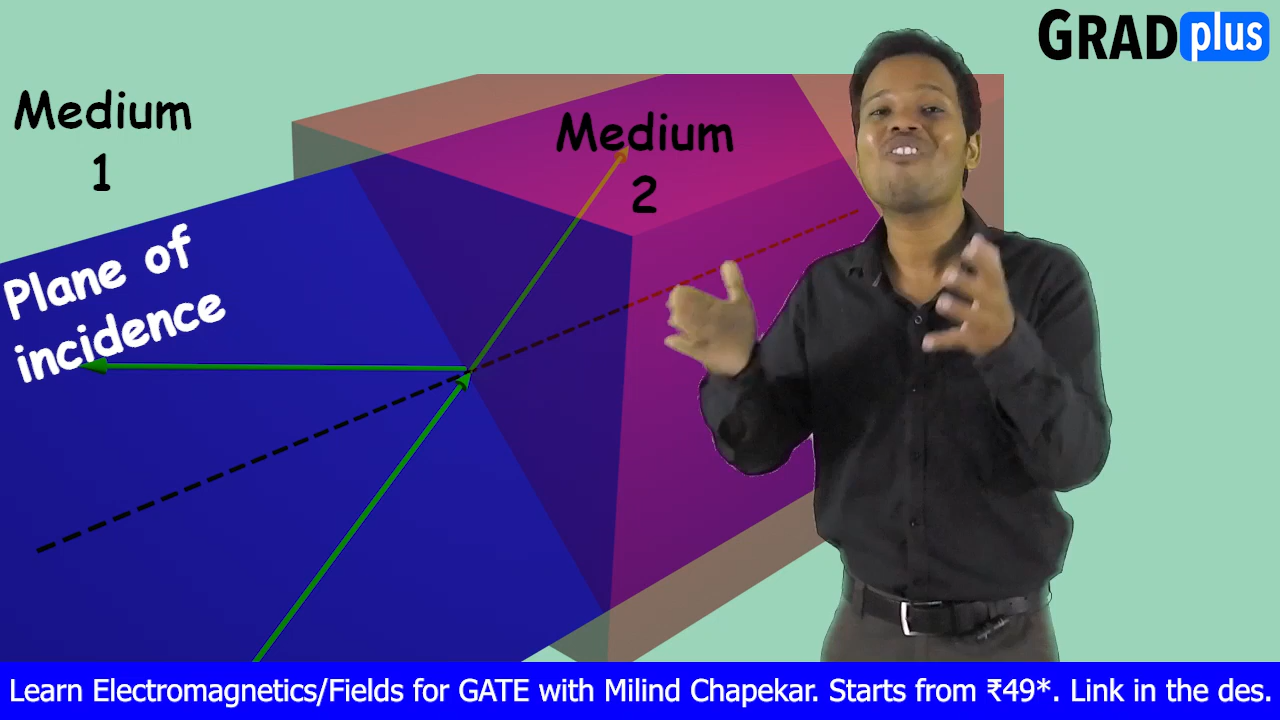 GRADplus
Medium
1
Medium
2
Plane of
incidence
Learn Electromagnetics/Fields for GATE with Milind Chapekar. Starts from ₹49*. Link in the des.